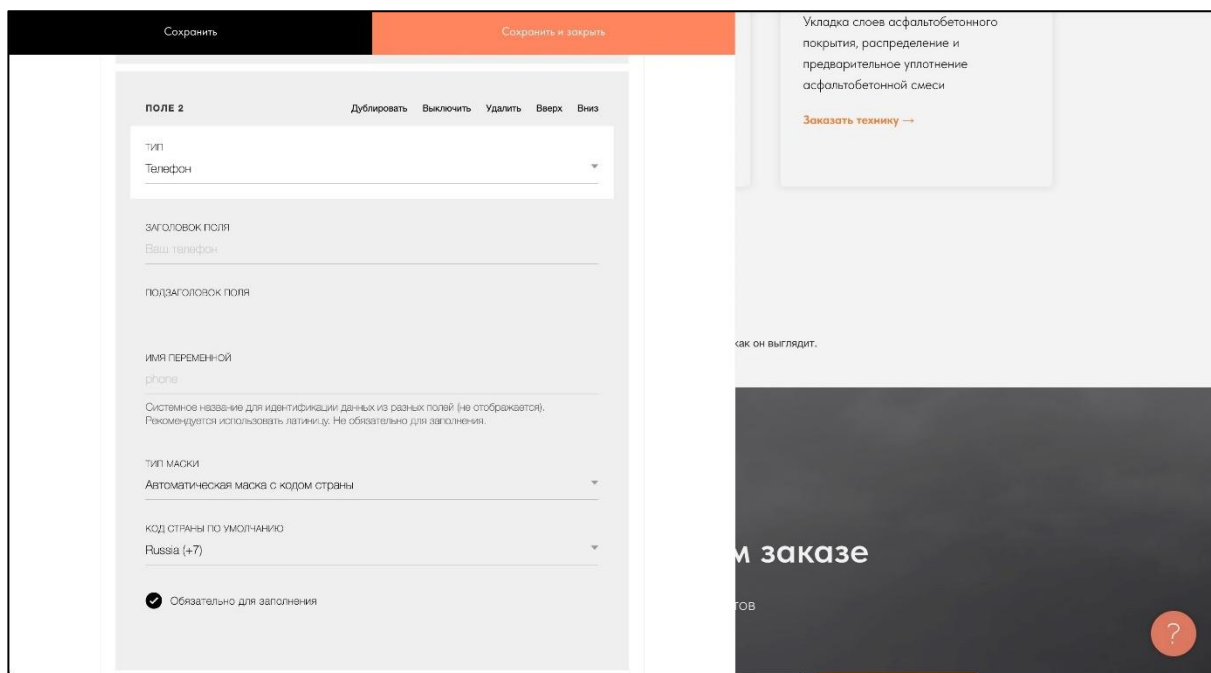 Сохранить
Сохранить и закрыть
ПОЛЕ 2
Дублировать Выключить Удалить Вверх Вниз
ТИП
Телефон
ЗАГОЛОВОК ПОЛЯ
Ваш телефон
ПОДЗАГОЛОВОК ПОЛЯ
ИМЯ ПЕРЕМЕННОЙ
phone
Системное название для идентификации данных из разных полей (не отображается).
Рекомендуется использовать латиницу. Не обязательно для заполнения.
ТИП МАСКИ
Автоматическая маска с кодом страны
КОД СТРАНЫ ПО УМОЛЧАНИЮ
Russia (+7)
Обязательно для заполнения
Укладка слоев асфальтобетонного
покрытия, распределение и
предварительное уплотнение
асфальтобетонной смеси
Заказать технику →
как он выглядит.
м заказе
тов
?